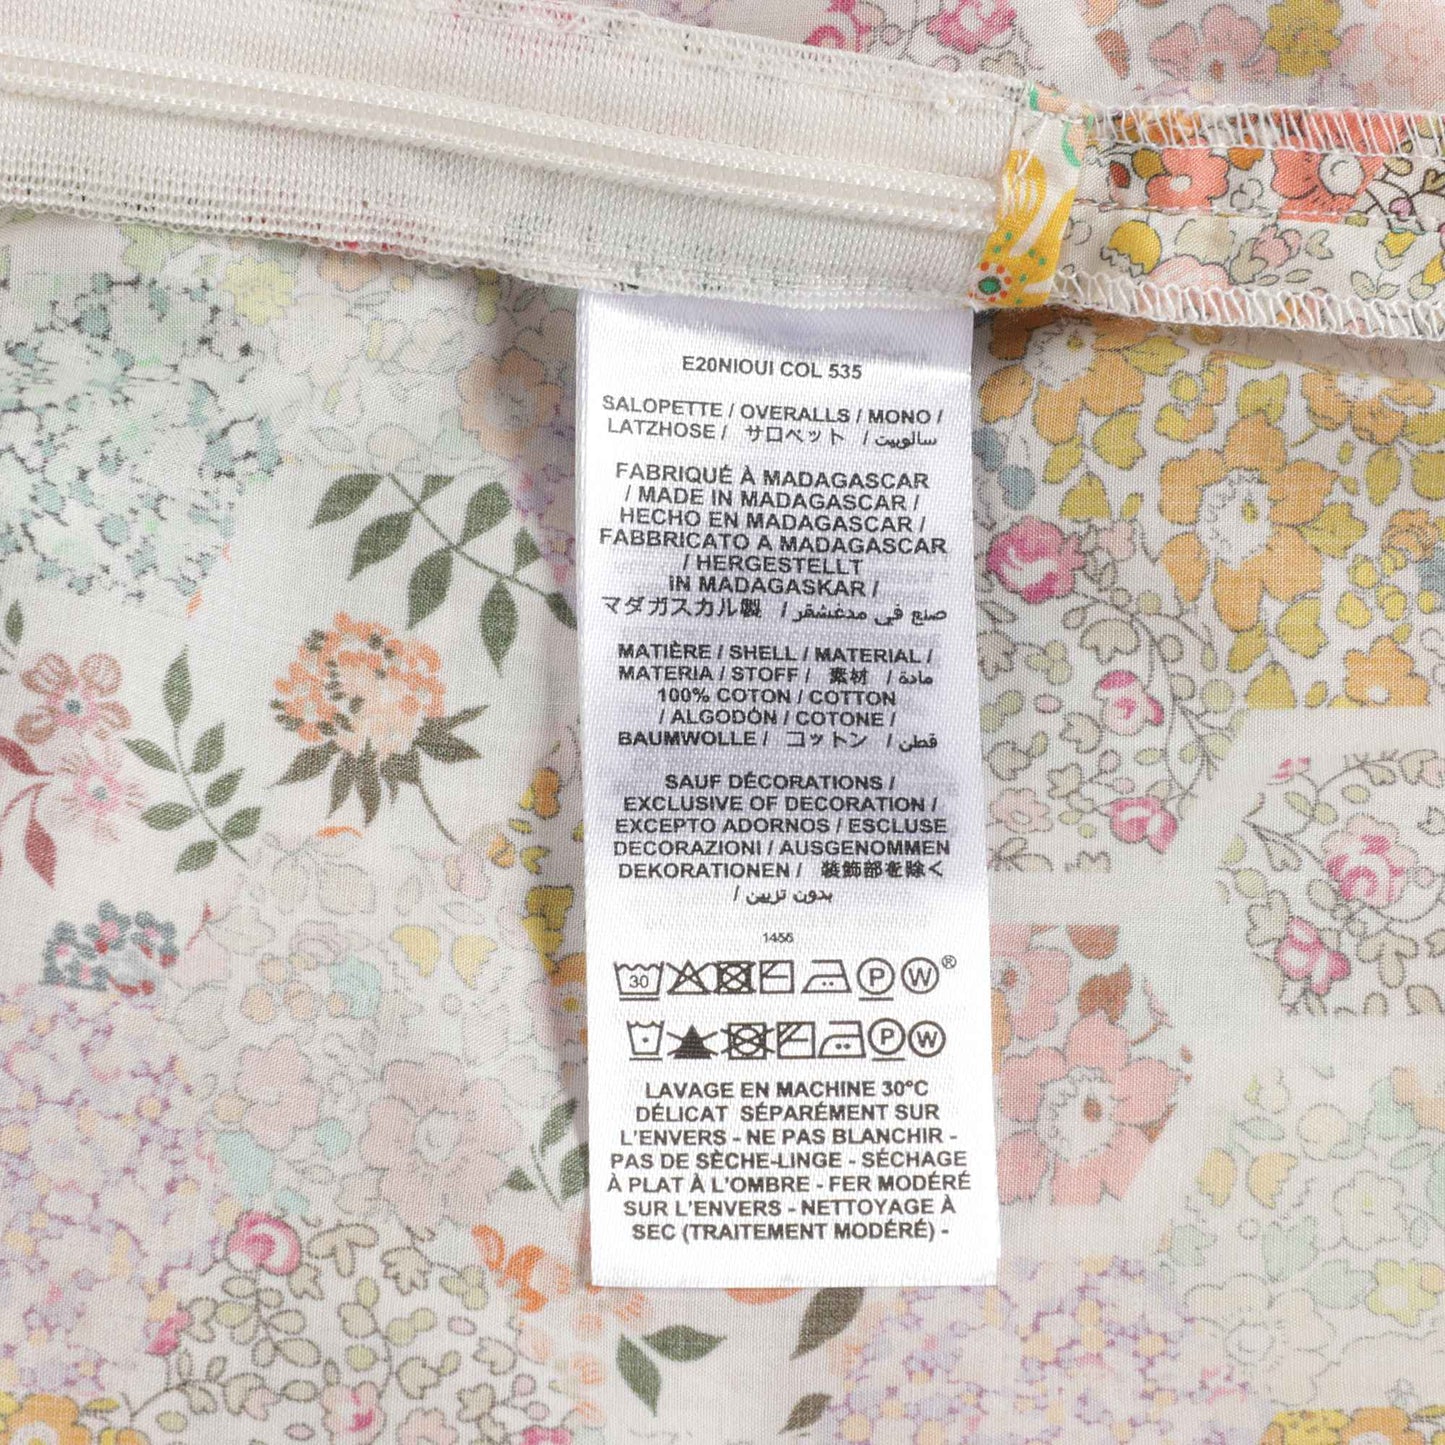 E20NIOUI COL 535
SALOPETTE / OVERALLS / MONO /
LATZHOSE / サロペット / سالوبيت
FABRIQUÉ À MADAGASCAR
/ MADE IN MADAGASCAR /
HECHO EN MADAGASCAR /
FABBRICATO A MADAGASCAR
/ HERGESTELLT
IN MADAGASKAR /
マダガスカル製 / صنع في مدغشقر
MATIÈRE / SHELL / MATERIAL /
MATERIA / STOFF / 素材 / مادة
100% COTON / COTTON
/ ALGODÓN / COTONE /
BAUMWOLLE / コットン / قطن
SAUF DÉCORATIONS /
EXCLUSIVE OF DECORATION /
EXCEPTO ADORNOS / ESCLUSE
DECORAZIONI / AUSGENOMMEN
DEKORATIONEN / 装飾部を除く
/ بدون تزيين
1456
30 P W®
P W
LAVAGE EN MACHINE 30°C
DÉLICAT SÉPARÉMENT SUR
L'ENVERS - NE PAS BLANCHIR -
PAS DE SÈCHE-LINGE - SÉCHAGE
À PLAT À L'OMBRE - FER MODÉRÉ
SUR L'ENVERS - NETTOYAGE À
SEC (TRAITEMENT MODÉRÉ) -